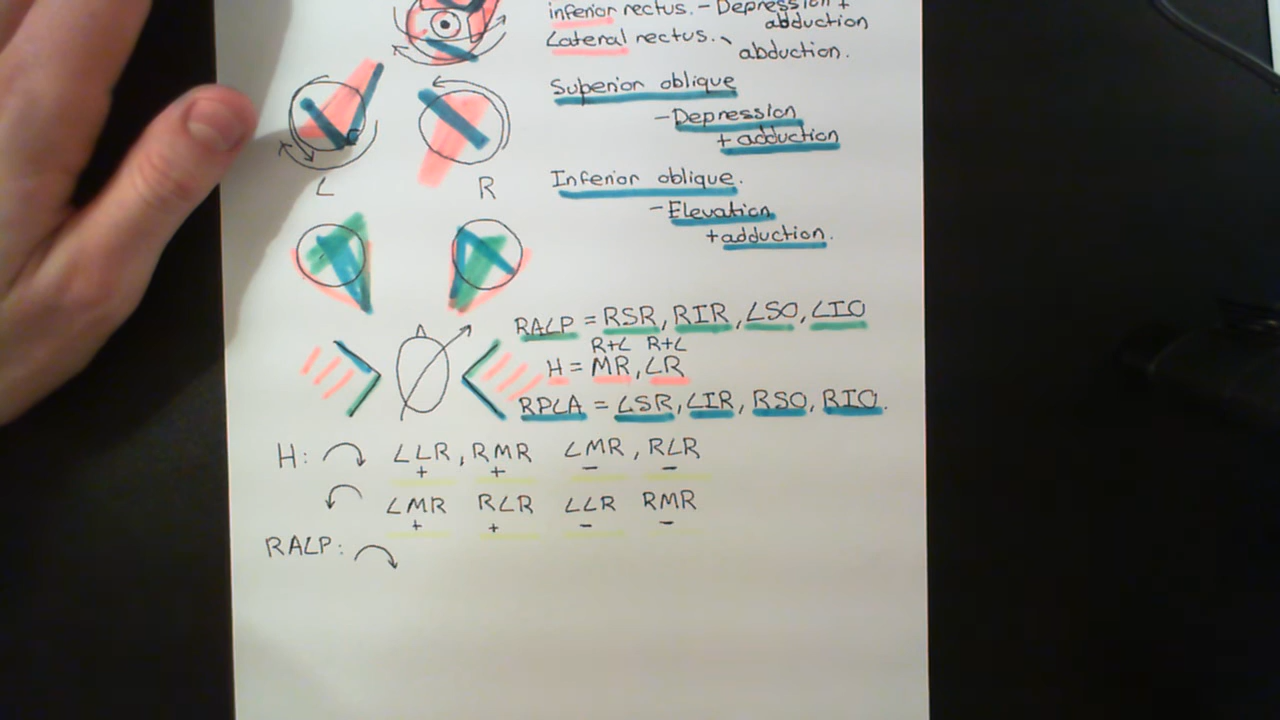 inferior rectus. - Depression +
abduction
Lateral rectus. - abduction.
Superior oblique
- Depression
+ adduction
L R
Inferior oblique.
- Elevation
+ adduction.
RALP = RSR, RIR, LSO, LIO
R+L R+L
H = MR, LR
RPLA = LSR, LIR, RSO, RIO.
H: LLR, RMR LMR, RLR
+ + - -
LMR RLR LLR RMR
+ + - -
RALP: